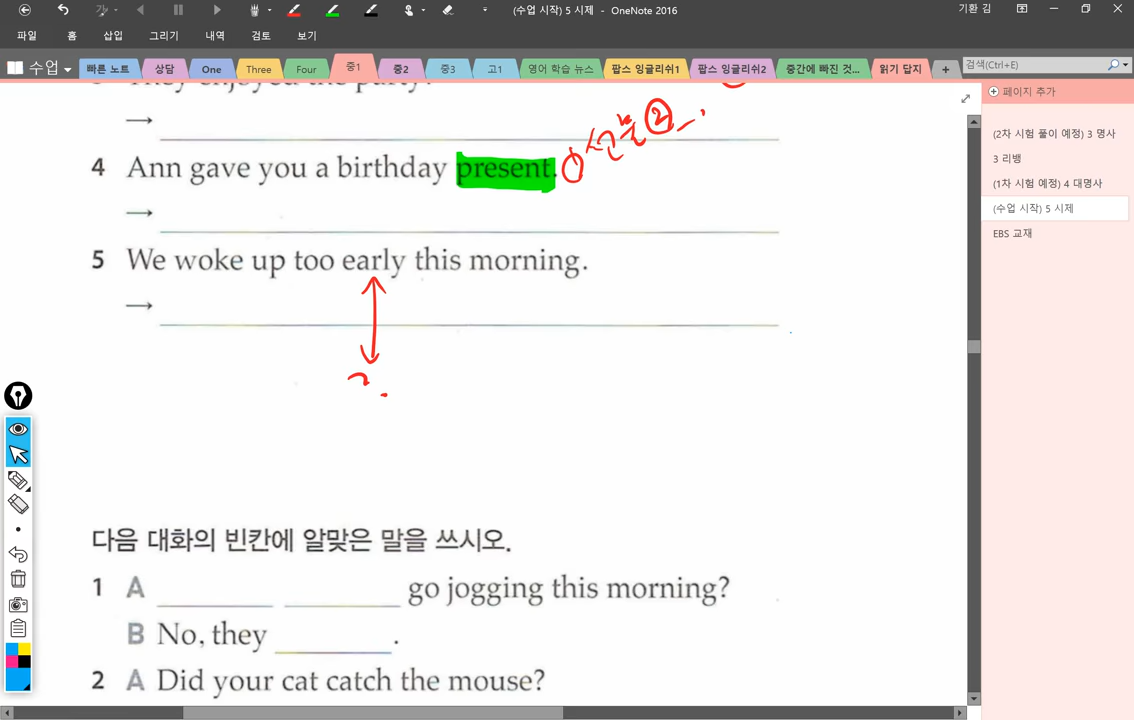 (수업 시작) 5 시제 - OneNote 2016
기환 김
파일 홈 삽입 그리기 내역 검토 보기
수업 빠른 노트 상담 One Three Four 중1 중2 중3 고1 영어 학습 뉴스 팝스 잉글리쉬1 팝스 잉글리쉬2 중간에 빠진 것... 읽기 답지 + 검색(Ctrl+E)
페이지 추가
(2차 시험 풀이 예정) 3 명사
3 리뱅
(1차 시험 예정) 4 대명사
(수업 시작) 5 시제
EBS 교재
They enjoyed the party.
→
선물 2
4 Ann gave you a birthday present.
→
5 We woke up too early this morning.
→
다음 대화의 빈칸에 알맞은 말을 쓰시오.
1 A go jogging this morning?
B No, they .
2 A Did your cat catch the mouse?